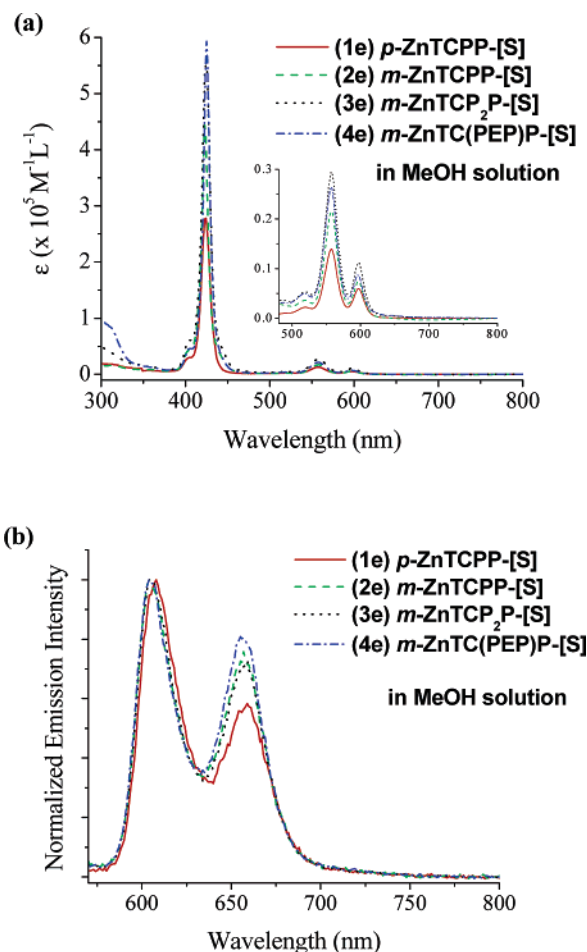 (a)
(1e) p-ZnTCPP-[S]
(2e) m-ZnTCPP-[S]
(3e) m-ZnTCP₂P-[S]
(4e) m-ZnTC(PEP)P-[S]
in MeOH solution
ε (x 10⁵ M⁻¹L⁻¹)
6
5
4
3
2
1
0
0.3
0.2
0.1
0.0
500 600 700 800
300 400 500 600 700 800
Wavelength (nm)
(b)
(1e) p-ZnTCPP-[S]
(2e) m-ZnTCPP-[S]
(3e) m-ZnTCP₂P-[S]
(4e) m-ZnTC(PEP)P-[S]
in MeOH solution
Normalized Emission Intensity
600 650 700 750 800
Wavelength (nm)